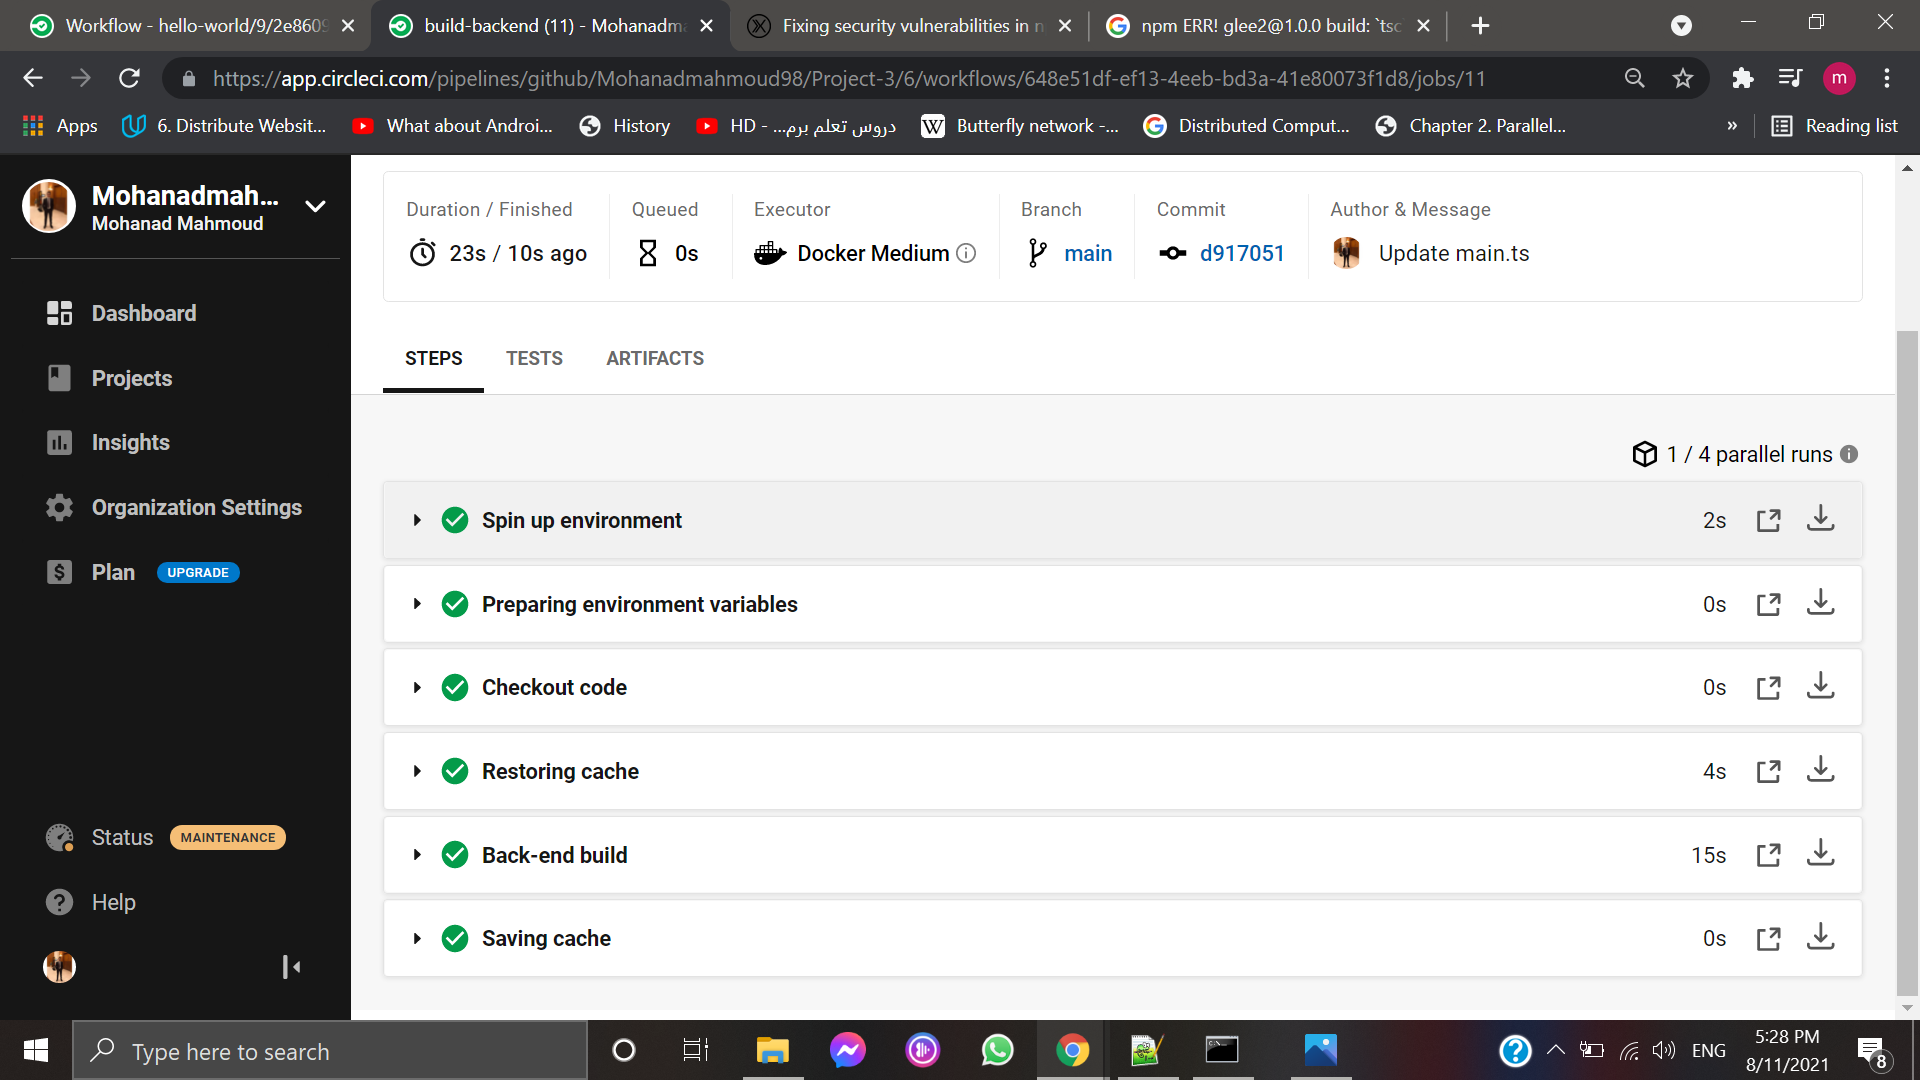 Workflow - hello-world/9/2e8609
build-backend (11) - Mohanadma
Fixing security vulnerabilities in n
npm ERR! glee2@1.0.0 build: `tsc
https://app.circleci.com/pipelines/github/Mohanadmahmoud98/Project-3/6/workflows/648e51df-ef13-4eeb-bd3a-41e80073f1d8/jobs/11
m
Apps
6. Distribute Websit...
What about Androi...
History
HD - دروس تعلم برم...
W
Butterfly network -...
Distributed Comput...
Chapter 2. Parallel...
»
Reading list
Mohanadmah...
Mohanad Mahmoud
Dashboard
Projects
Insights
Organization Settings
Plan
UPGRADE
Status
MAINTENANCE
Help
Duration / Finished
23s / 10s ago
Queued
0s
Executor
Docker Medium
Branch
main
Commit
d917051
Author & Message
Update main.ts
STEPS
TESTS
ARTIFACTS
1 / 4 parallel runs
Spin up environment
2s
Preparing environment variables
0s
Checkout code
0s
Restoring cache
4s
Back-end build
15s
Saving cache
0s
Type here to search
ENG
5:28 PM
8/11/2021
8